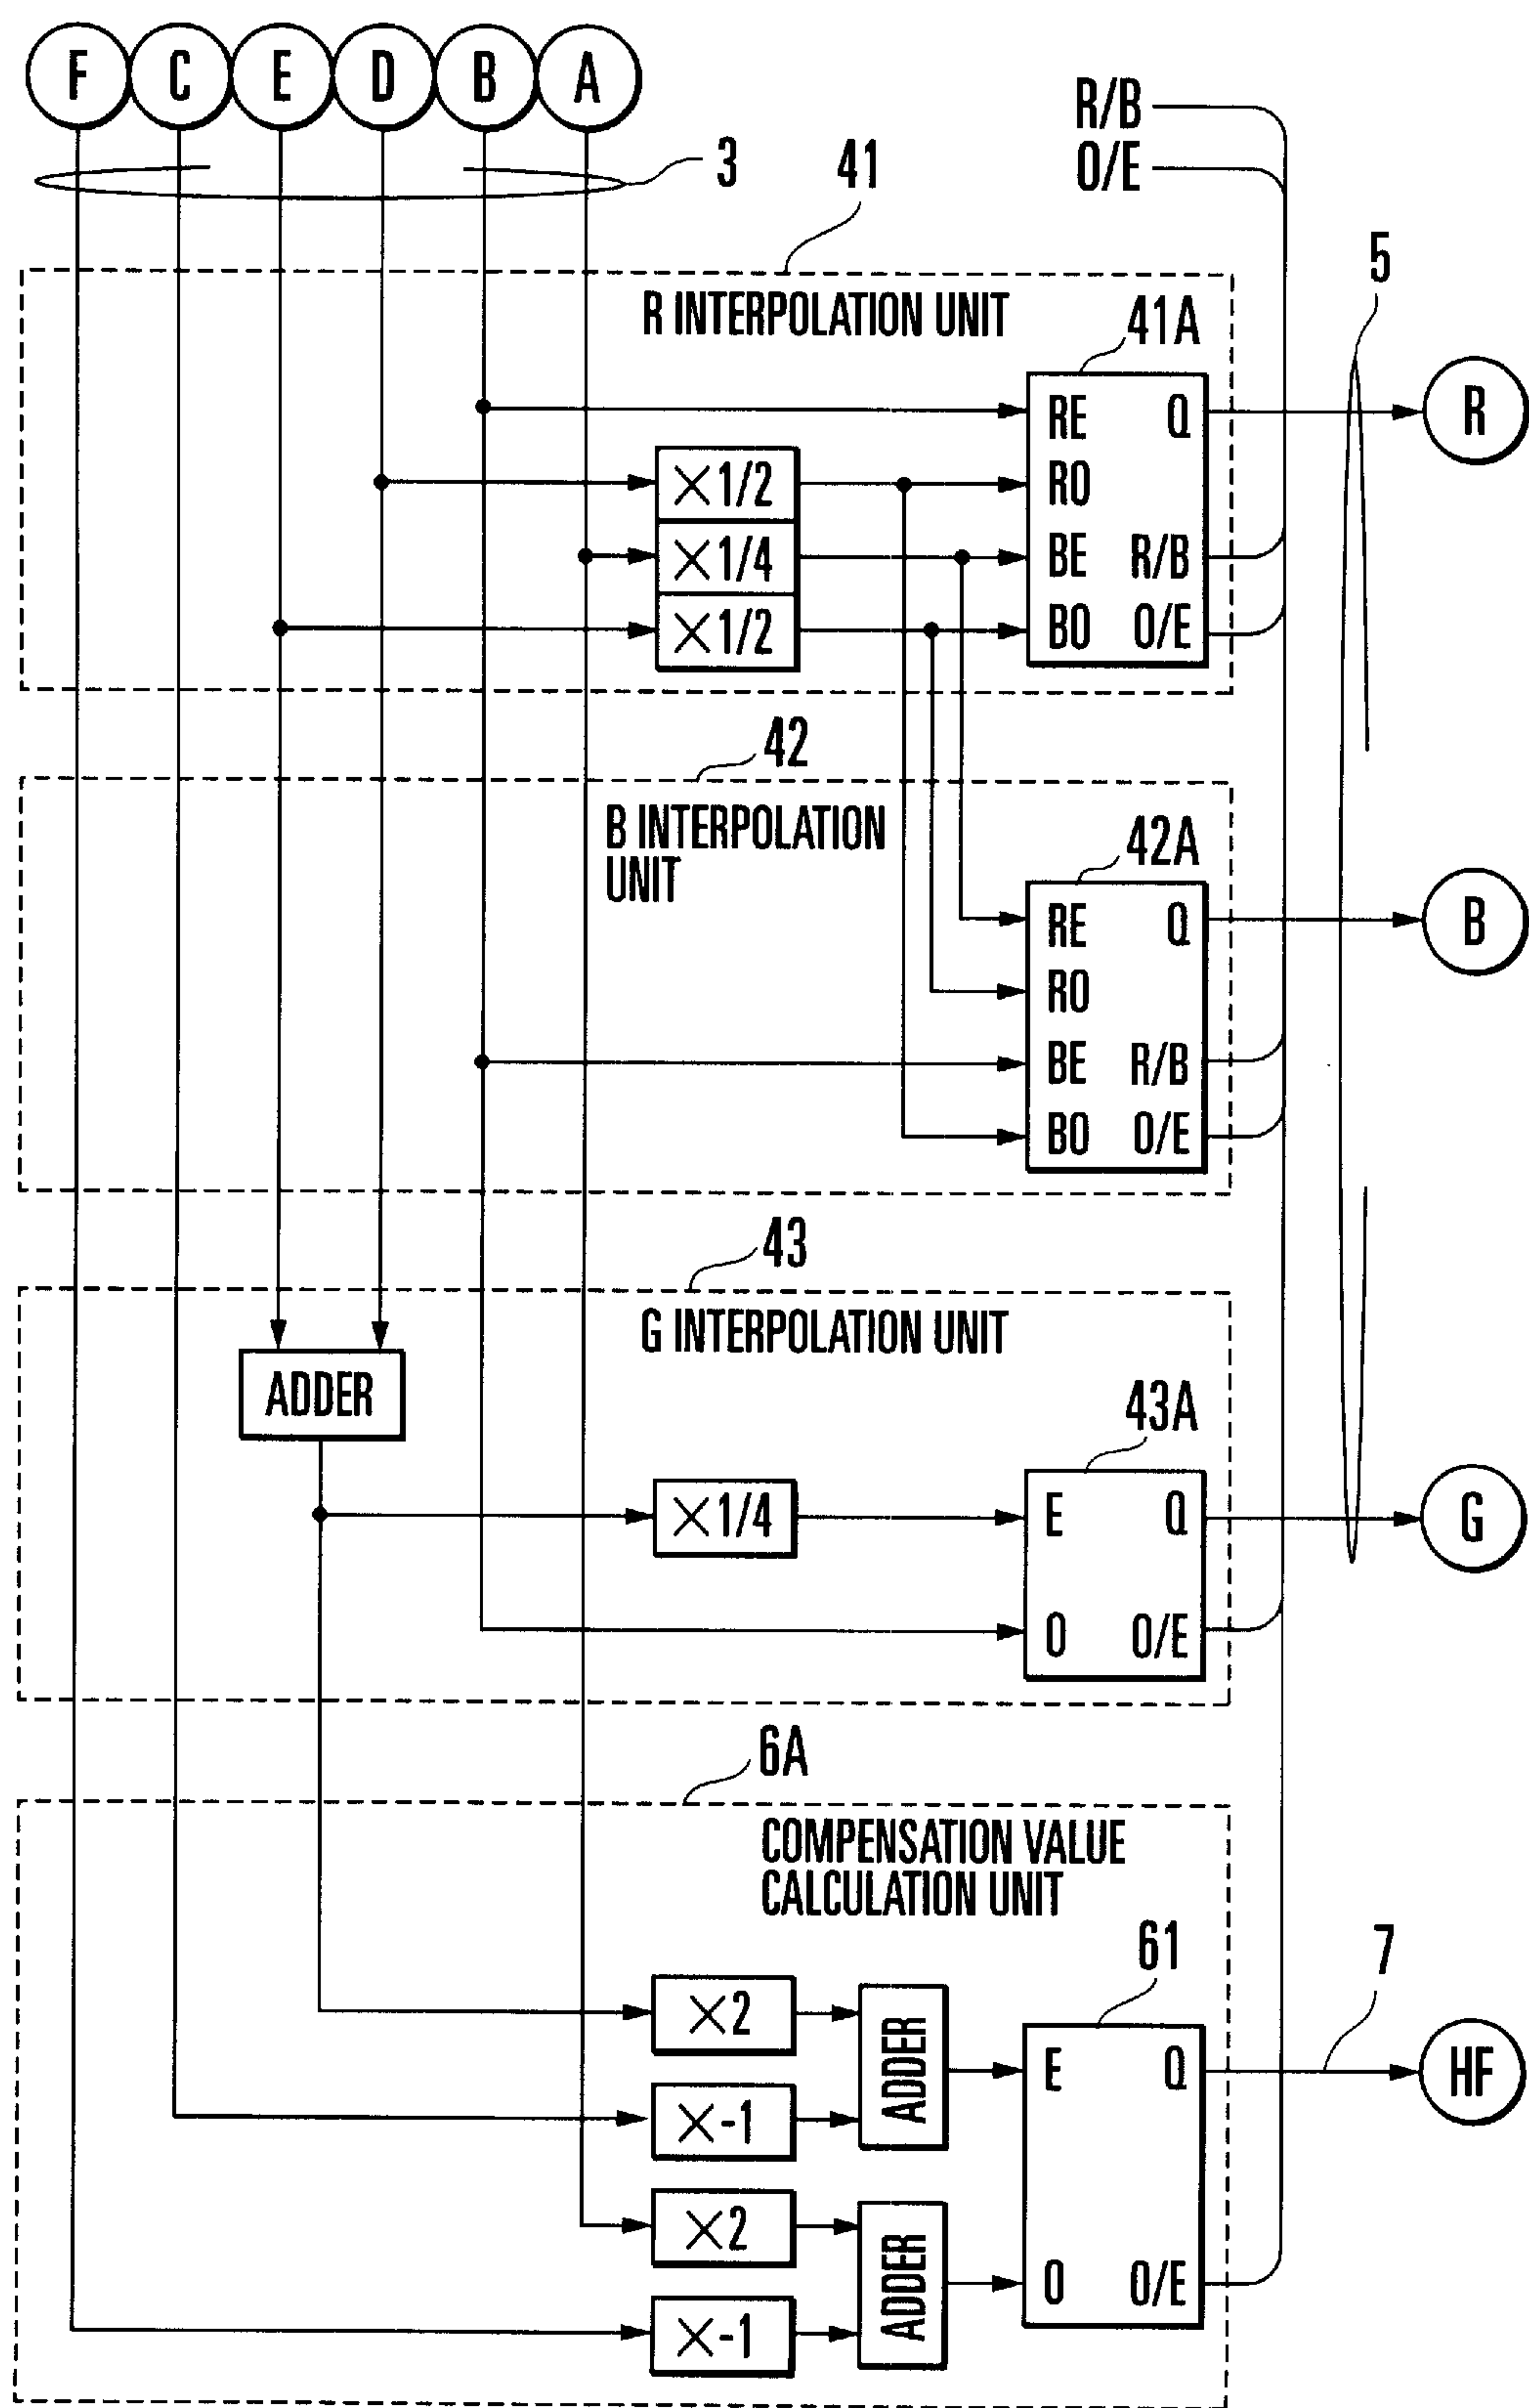 F C E D B A
R/B
O/E
3
41
5
R INTERPOLATION UNIT
41A
RE Q
R
×1/2
RO
×1/4
BE R/B
×1/2
BO O/E
42
B INTERPOLATION
UNIT
42A
RE Q
B
RO
BE R/B
BO O/E
43
G INTERPOLATION UNIT
ADDER
43A
×1/4
E Q
G
O O/E
6A
COMPENSATION VALUE
CALCULATION UNIT
61
7
×2
ADDER
E Q
HF
×-1
×2
ADDER
O O/E
×-1